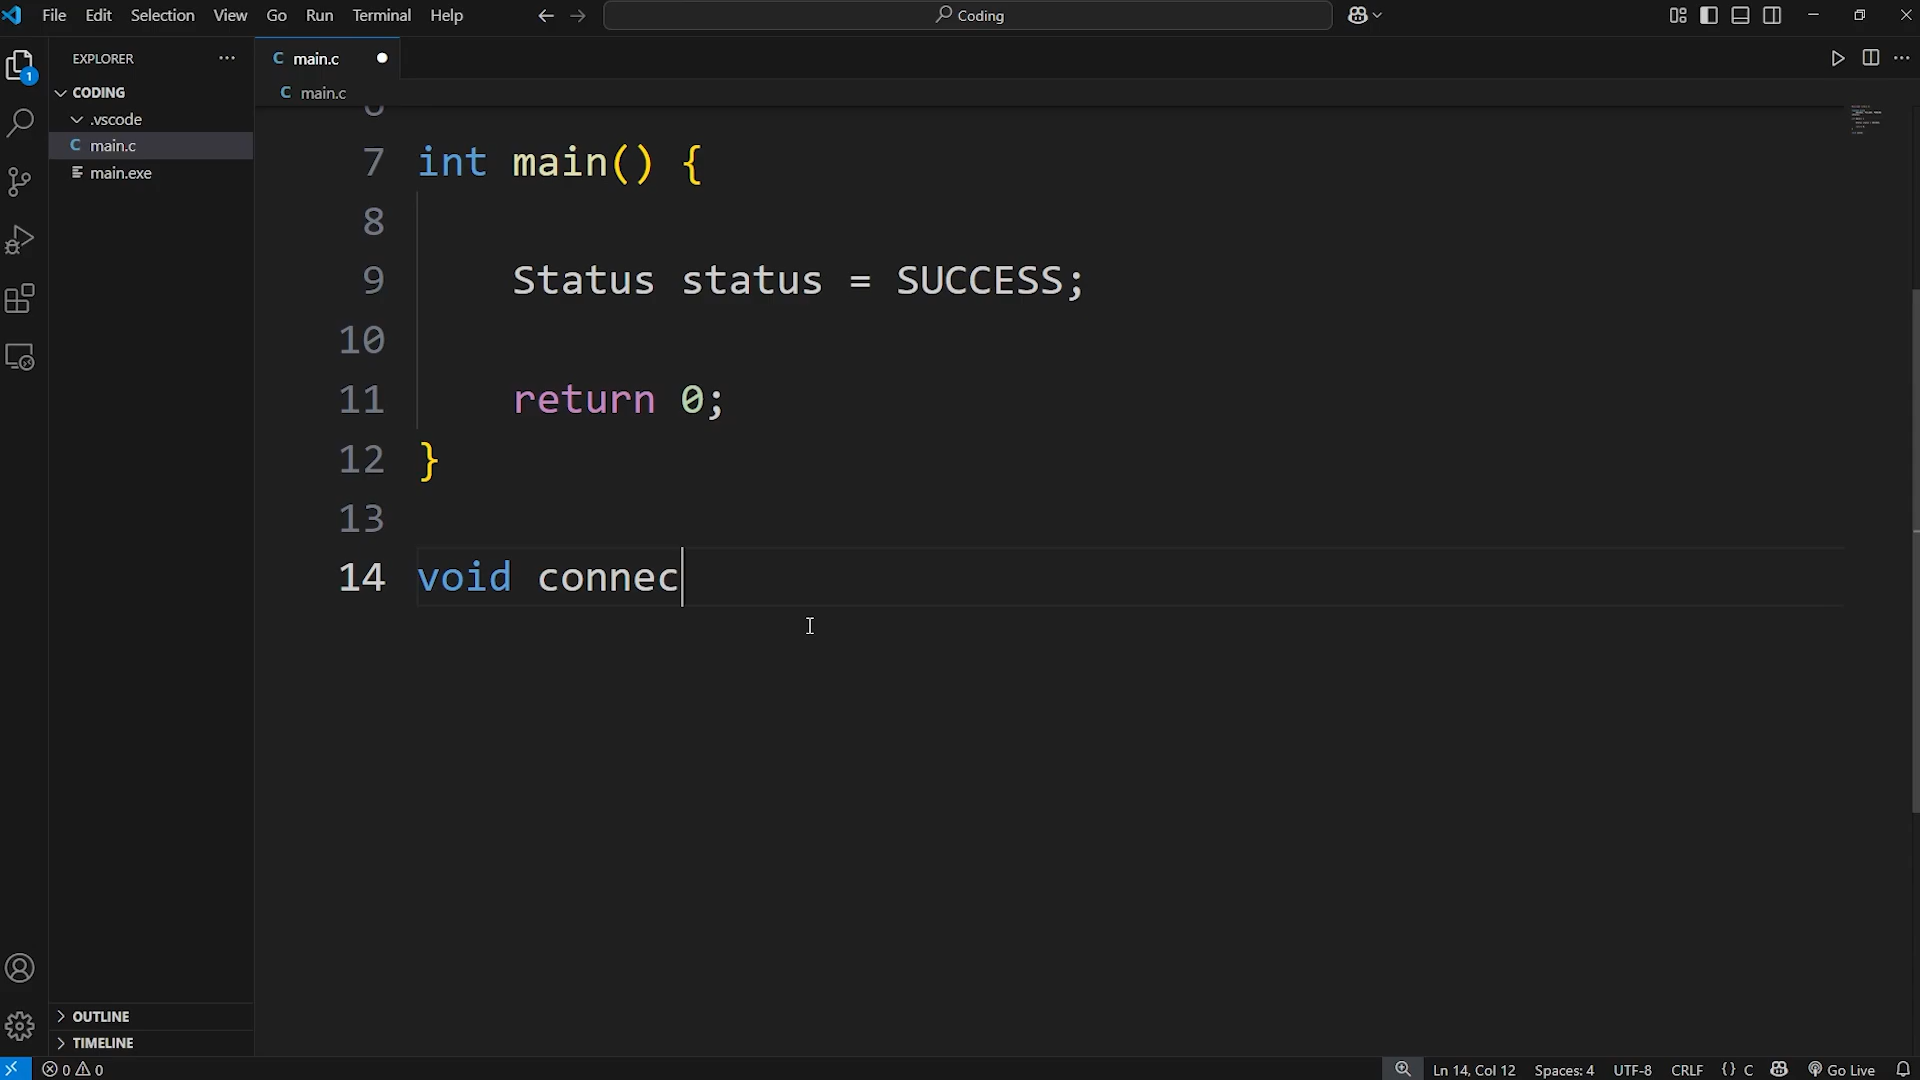 File Edit Selection View Go Run Terminal Help
Coding
EXPLORER
CODING
.vscode
C main.c
main.exe
OUTLINE
TIMELINE
1
C main.c
C main.c
7 int main() {
8
9 Status status = SUCCESS;
10
11 return 0;
12 }
13
14 void connec
0 0
Ln 14, Col 12 Spaces: 4 UTF-8 CRLF {} C Go Live